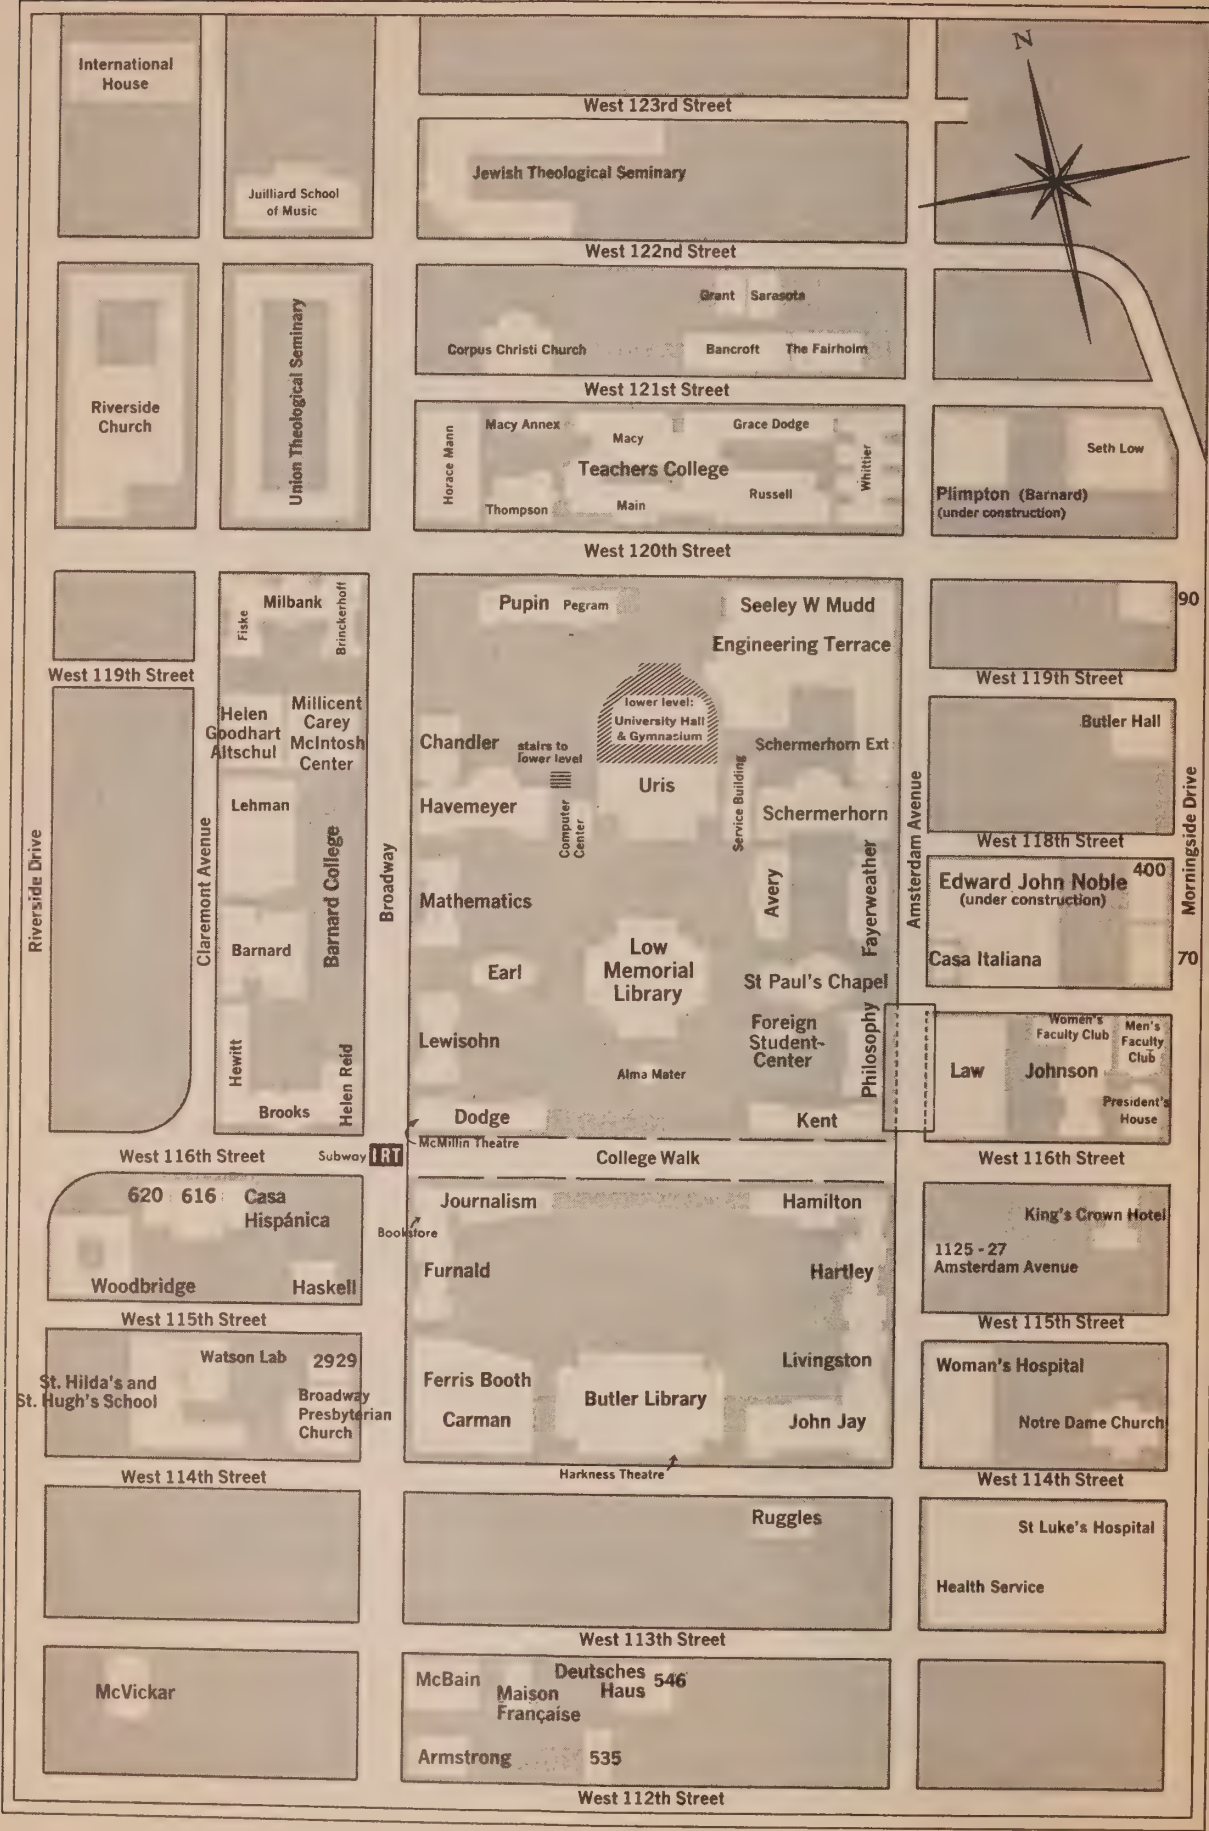 N
International
House
West 123rd Street
Jewish Theological Seminary
Juilliard School
of Music
West 122nd Street
Grant
Sarasota
Corpus Christi Church
Bancroft
The Fairholm
West 121st Street
Riverside
Church
Union Theological Seminary
Horace Mann
Macy Annex
Macy
Grace Dodge
Teachers College
Thompson
Main
Russell
Whittier
Seth Low
Plimpton (Barnard)
(under construction)
West 120th Street
Fiske
Milbank
Brinckerhoff
Pupin
Pegram
Seeley W Mudd
Engineering Terrace
90
West 119th Street
West 119th Street
Helen
Goodhart
Altschul
Millicent
Carey
McIntosh
Center
Chandler
stairs to
lower level
lower level:
University Hall
& Gymnasium
Schermerhorn Ext
Butler Hall
Lehman
Havemeyer
Computer
Center
Uris
Service Building
Schermerhorn
West 118th Street
Riverside Drive
Claremont Avenue
Barnard College
Broadway
Amsterdam Avenue
Morningside Drive
Mathematics
Avery
Fayerweather
Edward John Noble
(under construction)
400
Barnard
Earl
Low
Memorial
Library
St Paul's Chapel
Casa Italiana
70
Hewitt
Helen Reid
Brooks
Lewisohn
Alma Mater
Foreign
Student-
Center
Philosophy
Law
Women's
Faculty Club
Men's
Faculty
Club
Johnson
President's
House
Dodge
McMillin Theatre
Kent
West 116th Street
Subway IRT
College Walk
West 116th Street
620
616
Casa
Hispánica
Journalism
Bookstore
Hamilton
King's Crown Hotel
1125-27
Amsterdam Avenue
Woodbridge
Haskell
Furnald
Hartley
West 115th Street
West 115th Street
Watson Lab
2929
St. Hilda's and
St. Hugh's School
Broadway
Presbyterian
Church
Ferris Booth
Carman
Butler Library
Livingston
John Jay
Woman's Hospital
Notre Dame Church
West 114th Street
Harkness Theatre
West 114th Street
Ruggles
St Luke's Hospital
Health Service
West 113th Street
McVickar
McBain
Maison
Française
Deutsches
Haus
546
Armstrong
535
West 112th Street